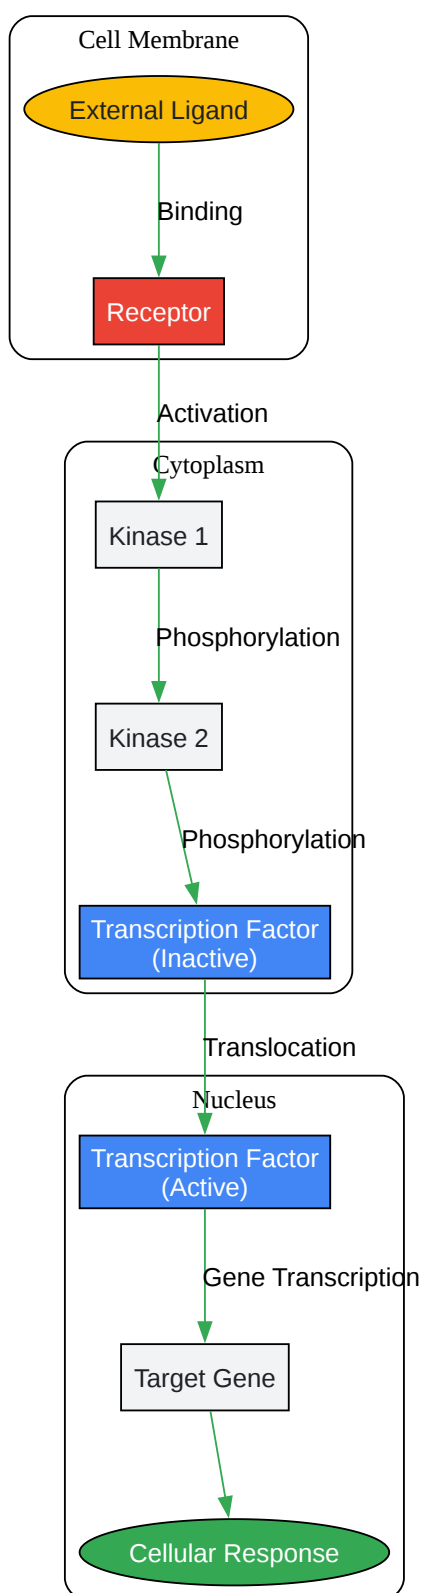 Cell Membrane
External Ligand
Binding
Receptor
Activation
Cytoplasm
Kinase 1
Phosphorylation
Kinase 2
Phosphorylation
Transcription Factor
(Inactive)
Translocation
Nucleus
Transcription Factor
(Active)
Gene Transcription
Target Gene
Cellular Response